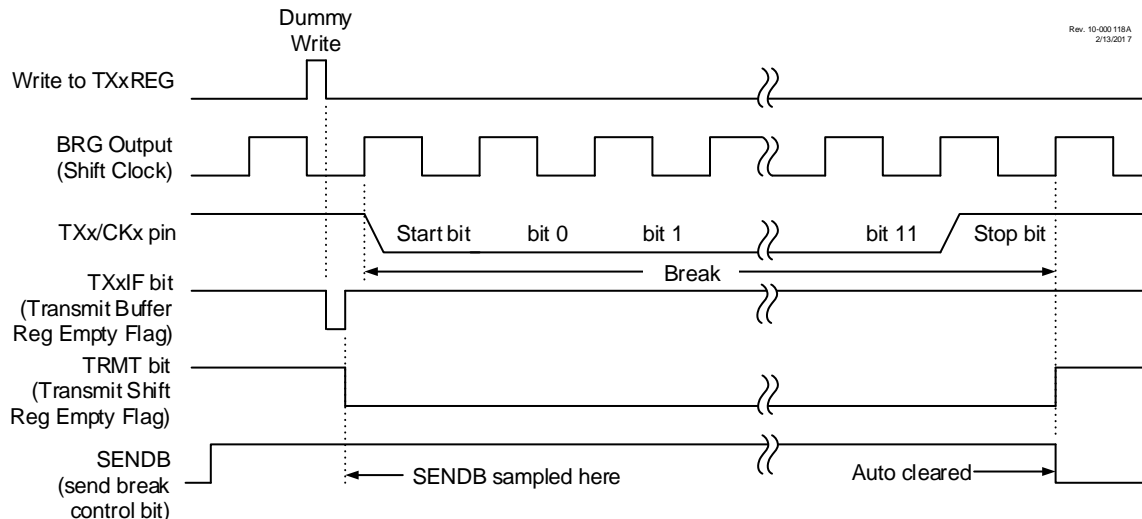 Dummy
Write
Rev. 10-000 118A
2/13/201 7
Write to TXxREG
BRG Output
(Shift Clock)
TXx/CKx pin
Start bit
bit 0
bit 1
bit 11
Stop bit
Break
TXxIF bit
(Transmit Buffer
Reg Empty Flag)
TRMT bit
(Transmit Shift
Reg Empty Flag)
SENDB
(send break
control bit)
SENDB sampled here
Auto cleared